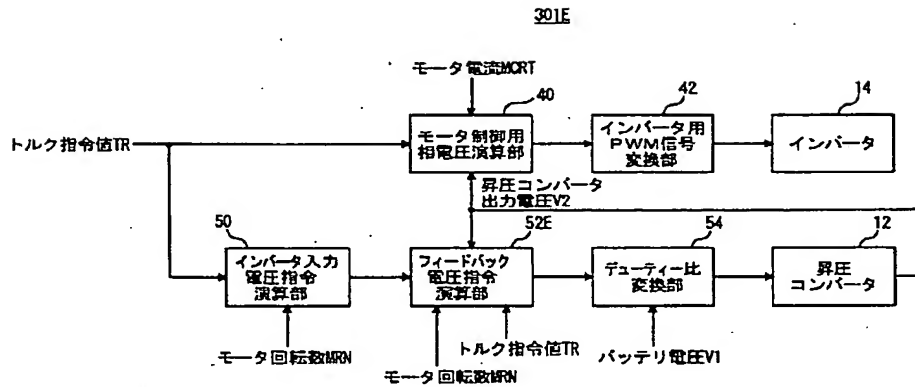 301E
モータ電流MCRT
40
42
14
トルク指令値TR
モータ制御用
相電圧演算部
インバータ用
PWM信号
変換部
インバータ
昇圧コンバータ
出力電圧V2
50
52E
54
12
インバータ入力
電圧指令
演算部
フィードバック
電圧指令
演算部
デューティー比
変換部
昇圧
コンバータ
モータ回転数MRN
トルク指令値TR
モータ回転数MRN
バッテリ電圧V1